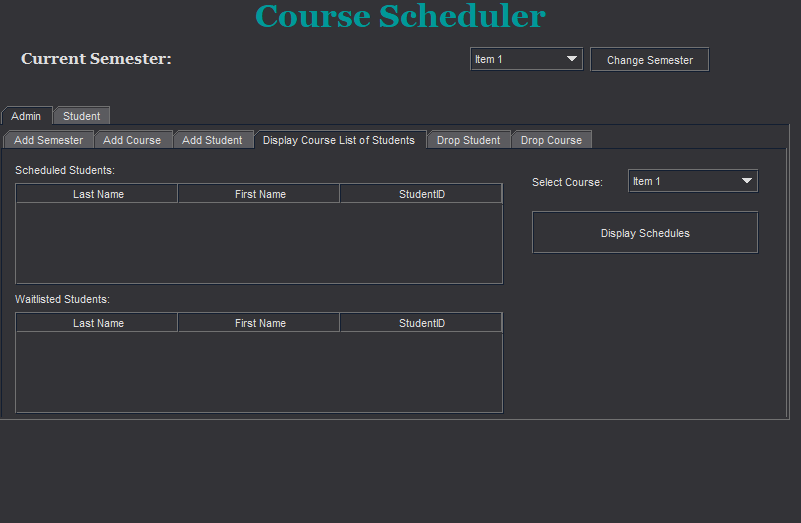 Course Scheduler
Current Semester:
Item 1
Change Semester
Admin Student
Add Semester Add Course Add Student Display Course List of Students Drop Student Drop Course
Scheduled Students:
Last Name First Name StudentID
Select Course: Item 1
Display Schedules
Waitlisted Students:
Last Name First Name StudentID